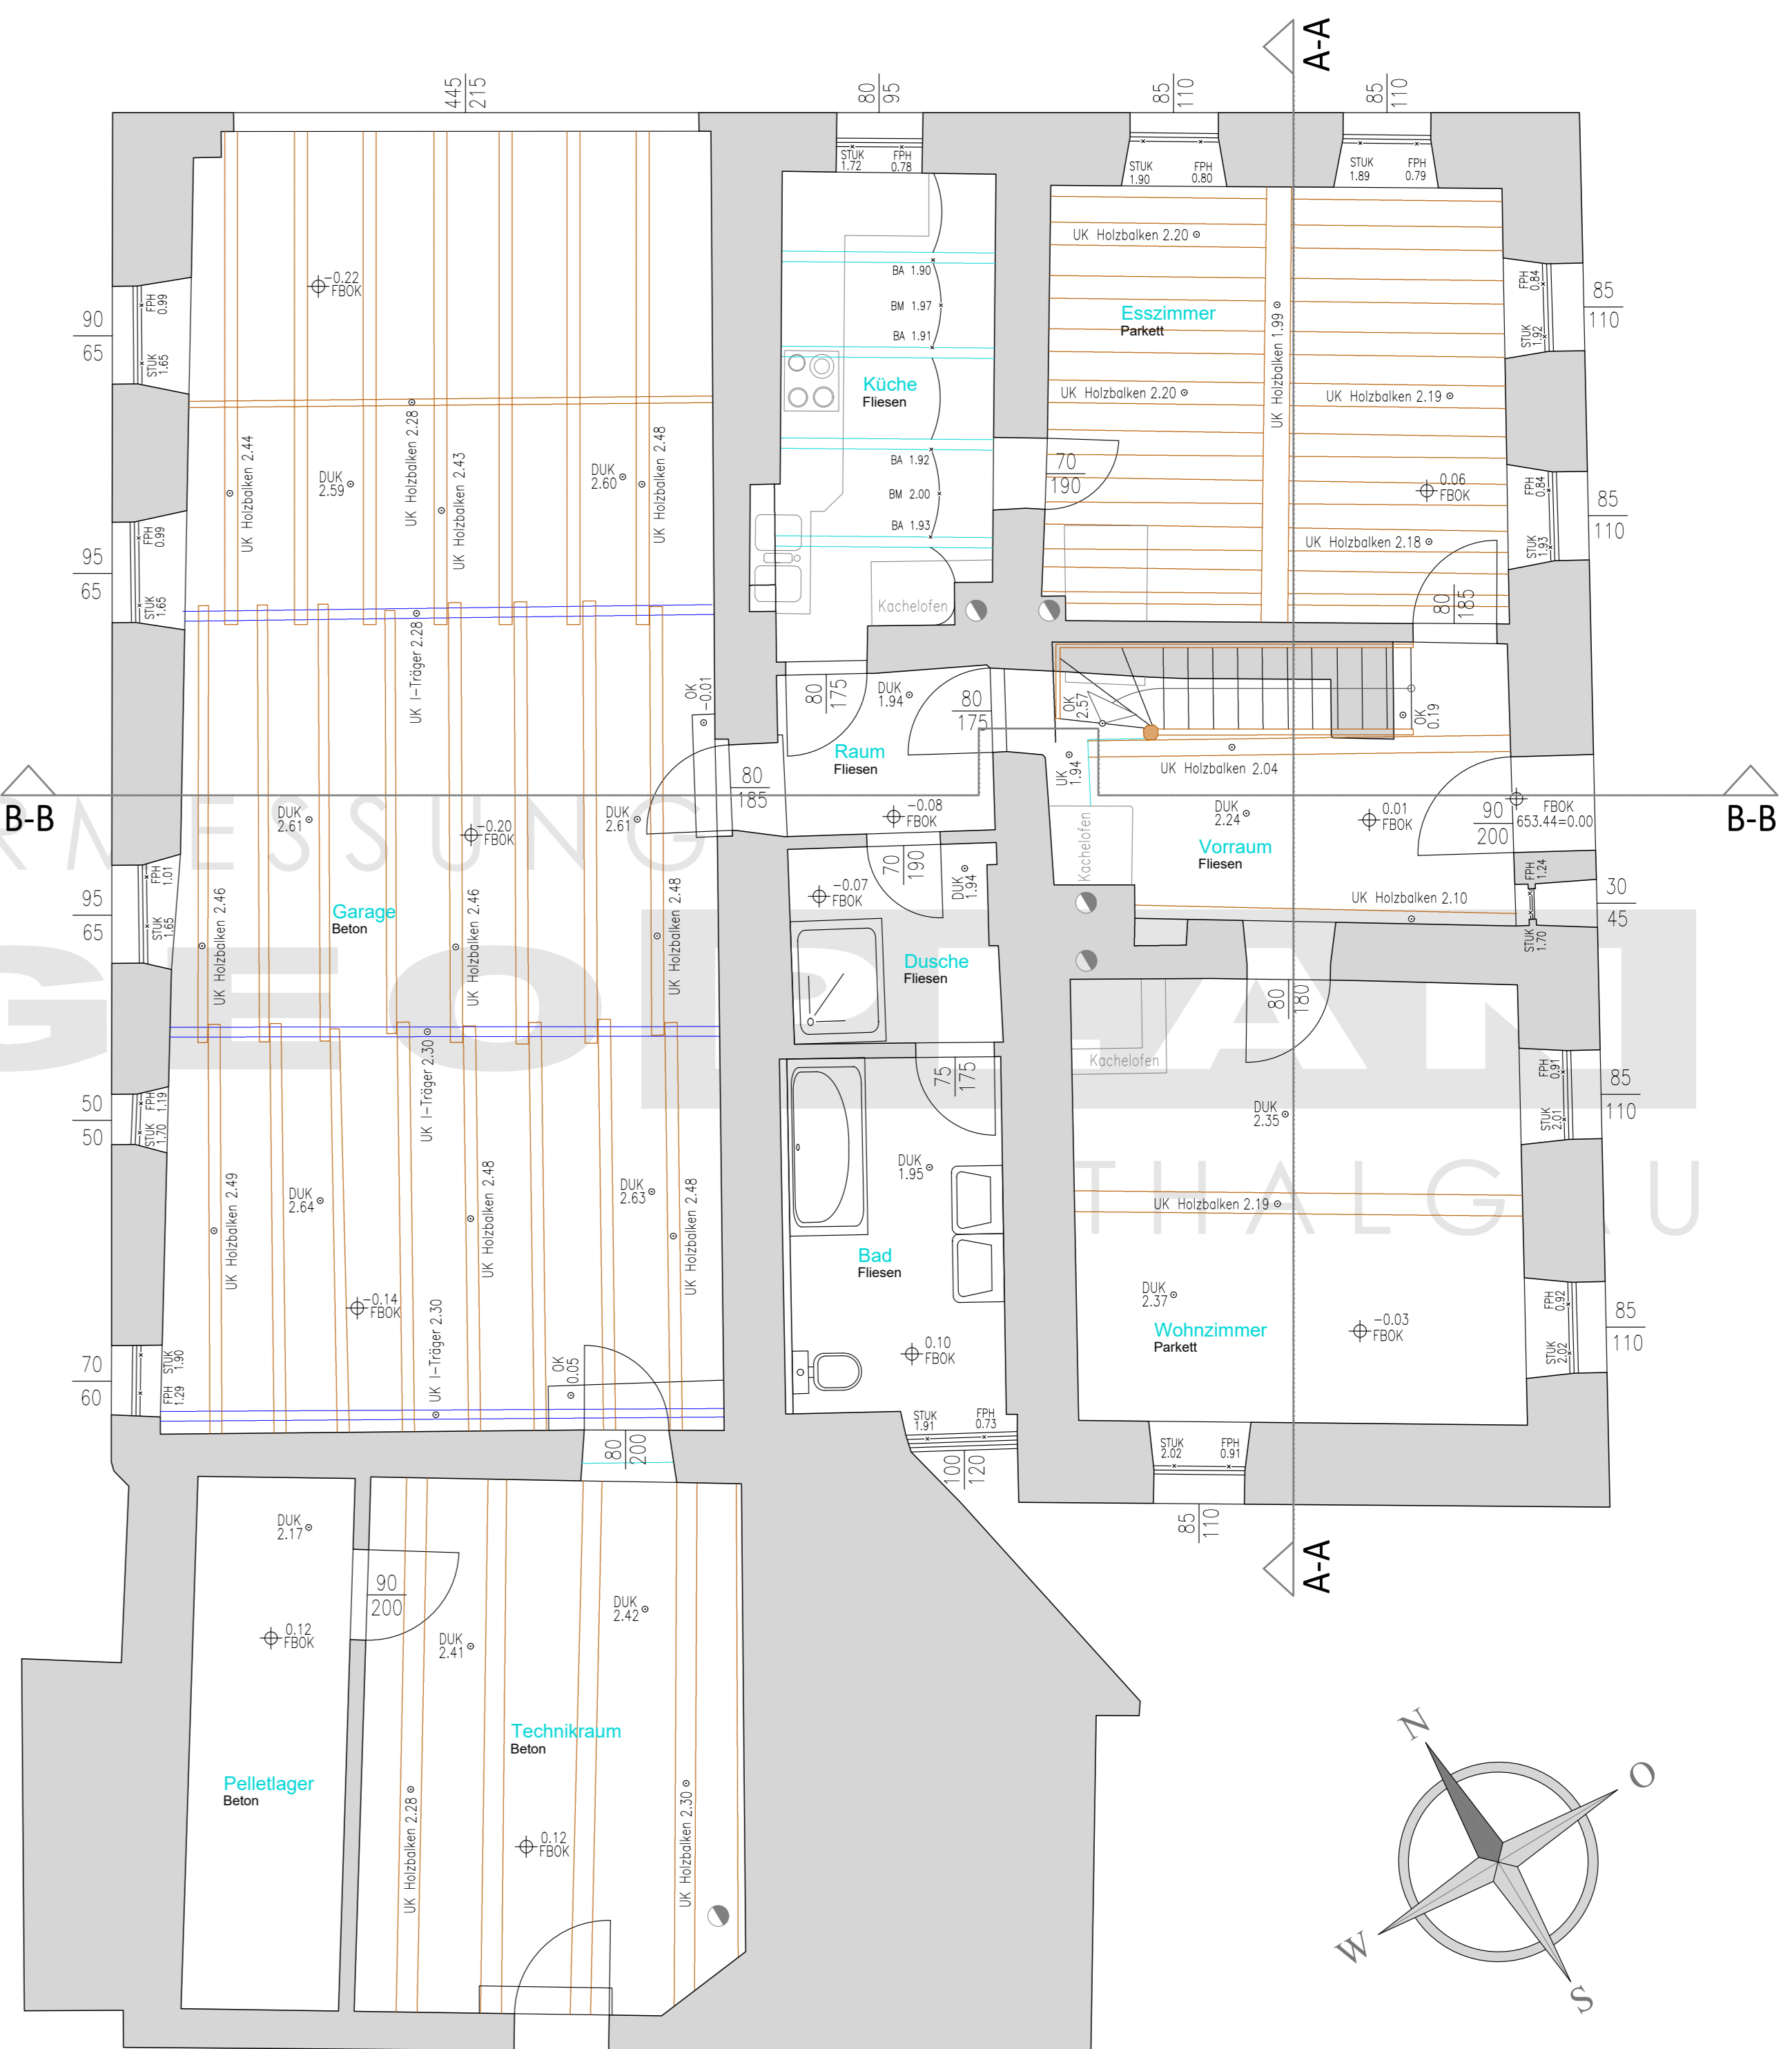 A-A
445
215
80
95
85
110
85
110
STUK
1.72
FPH
0.78
STUK
1.90
FPH
0.80
STUK
1.89
FPH
0.79
UK Holzbalken 2.20
-0.22
FBOK
BA 1.90
BM 1.97
BA 1.91
Esszimmer
Parkett
UK Holzbalken 1.99
FPH
0.84
STUK
1.92
85
110
90
65
FPH
0.99
STUK
1.65
Küche
Fliesen
UK Holzbalken 2.20
UK Holzbalken 2.19
UK Holzbalken 2.44
UK Holzbalken 2.28
UK Holzbalken 2.43
UK Holzbalken 2.48
DUK
2.59
DUK
2.60
BA 1.92
BM 2.00
BA 1.93
70
190
0.06
FBOK
FPH
0.84
STUK
1.93
85
110
95
65
FPH
0.99
STUK
1.65
UK Holzbalken 2.18
Kachelofen
80
185
UK I-Träger 2.28
OK
-0.01
80
175
DUK
1.94
80
175
OK
2.57
OK
0.19
Raum
Fliesen
UK
1.94
UK Holzbalken 2.04
80
185
B-B
B-B
RMESSUNG
DUK
2.61
-0.20
FBOK
DUK
2.61
-0.08
FBOK
DUK
2.24
0.01
FBOK
90
200
FBOK
653.44=0.00
Kachelofen
Vorraum
Fliesen
70
190
DUK
1.94
-0.07
FBOK
FPH
1.01
STUK
1.65
95
65
Garage
Beton
UK Holzbalken 2.46
UK Holzbalken 2.46
UK Holzbalken 2.48
UK Holzbalken 2.10
FPH
1.24
STUK
1.70
30
45
GEOPLAN
Dusche
Fliesen
80
180
UK I-Träger 2.30
75
175
Kachelofen
FPH
0.91
STUK
2.01
85
110
50
50
FPH
1.19
STUK
1.70
DUK
2.35
DUK
1.95
THALGAU
UK Holzbalken 2.49
DUK
2.64
UK Holzbalken 2.48
DUK
2.63
UK Holzbalken 2.48
UK Holzbalken 2.19
Bad
Fliesen
-0.14
FBOK
UK I-Träger 2.30
DUK
2.37
Wohnzimmer
Parkett
-0.03
FBOK
FPH
0.92
STUK
2.02
85
110
0.10
FBOK
OK
0.05
70
60
STUK
1.90
FPH
1.29
STUK
1.91
FPH
0.73
80
200
100
120
STUK
2.02
FPH
0.91
85
110
A-A
DUK
2.17
90
200
0.12
FBOK
DUK
2.41
DUK
2.42
Technikraum
Beton
Pelletlager
Beton
UK Holzbalken 2.28
0.12
FBOK
UK Holzbalken 2.30
N
O
W
S